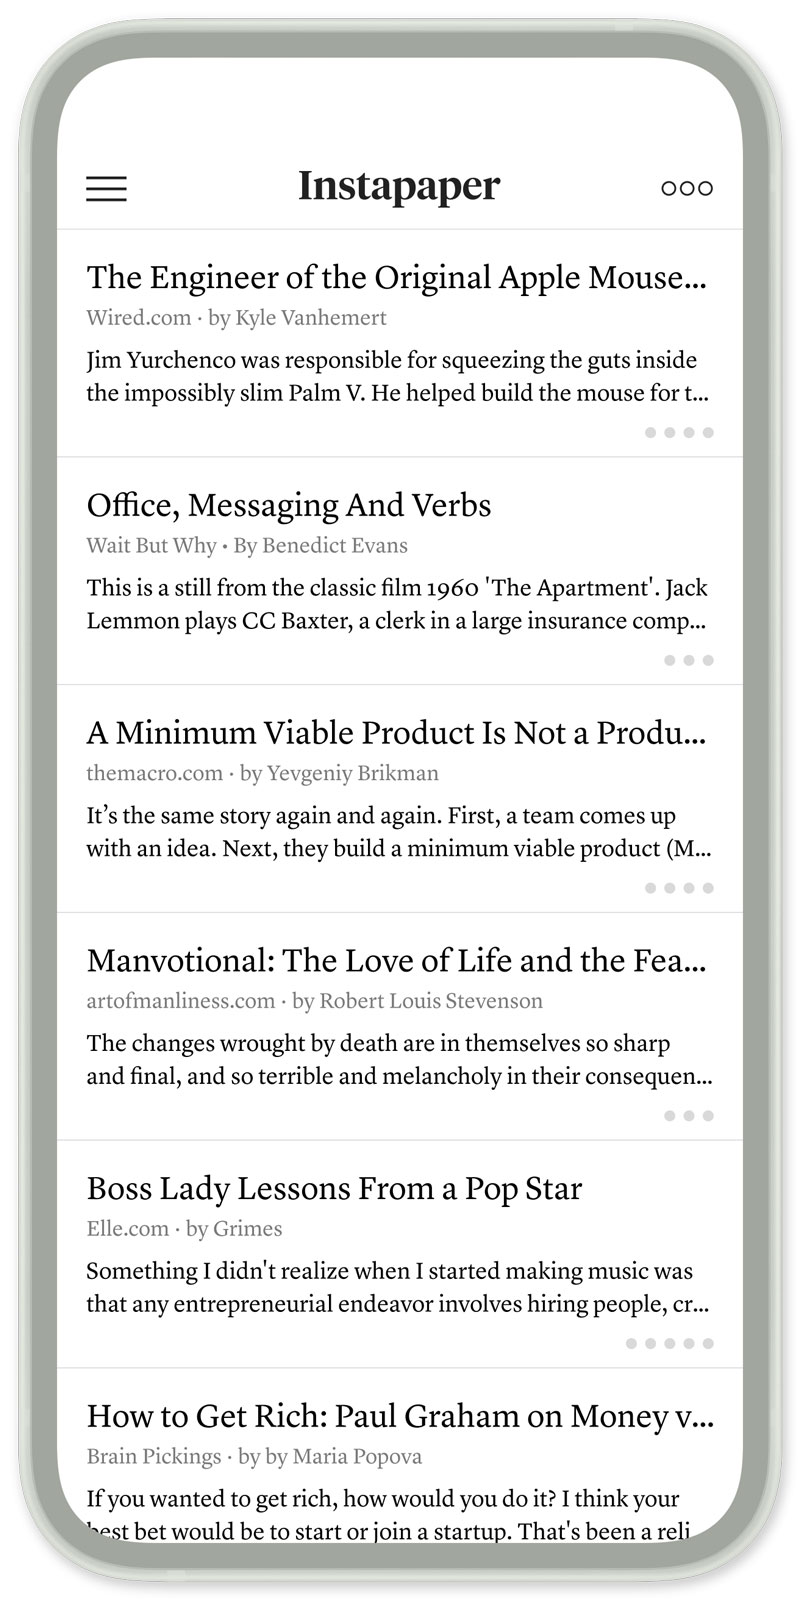 Instapaper
The Engineer of the Original Apple Mouse...
Wired.com · by Kyle Vanhemert
Jim Yurchenco was responsible for squeezing the guts inside
the impossibly slim Palm V. He helped build the mouse for t...
Office, Messaging And Verbs
Wait But Why • By Benedict Evans
This is a still from the classic film 1960 'The Apartment'. Jack
Lemmon plays CC Baxter, a clerk in a large insurance comp...
A Minimum Viable Product Is Not a Produ...
themacro.com · by Yevgeniy Brikman
It’s the same story again and again. First, a team comes up
with an idea. Next, they build a minimum viable product (M...
Manvotional: The Love of Life and the Fea...
artofmanliness.com · by Robert Louis Stevenson
The changes wrought by death are in themselves so sharp
and final, and so terrible and melancholy in their consequen...
Boss Lady Lessons From a Pop Star
Elle.com · by Grimes
Something I didn't realize when I started making music was
that any entrepreneurial endeavor involves hiring people, cr...
How to Get Rich: Paul Graham on Money v...
Brain Pickings · by by Maria Popova
If you wanted to get rich, how would you do it? I think your
best bet would be to start or join a startup. That's been a reli